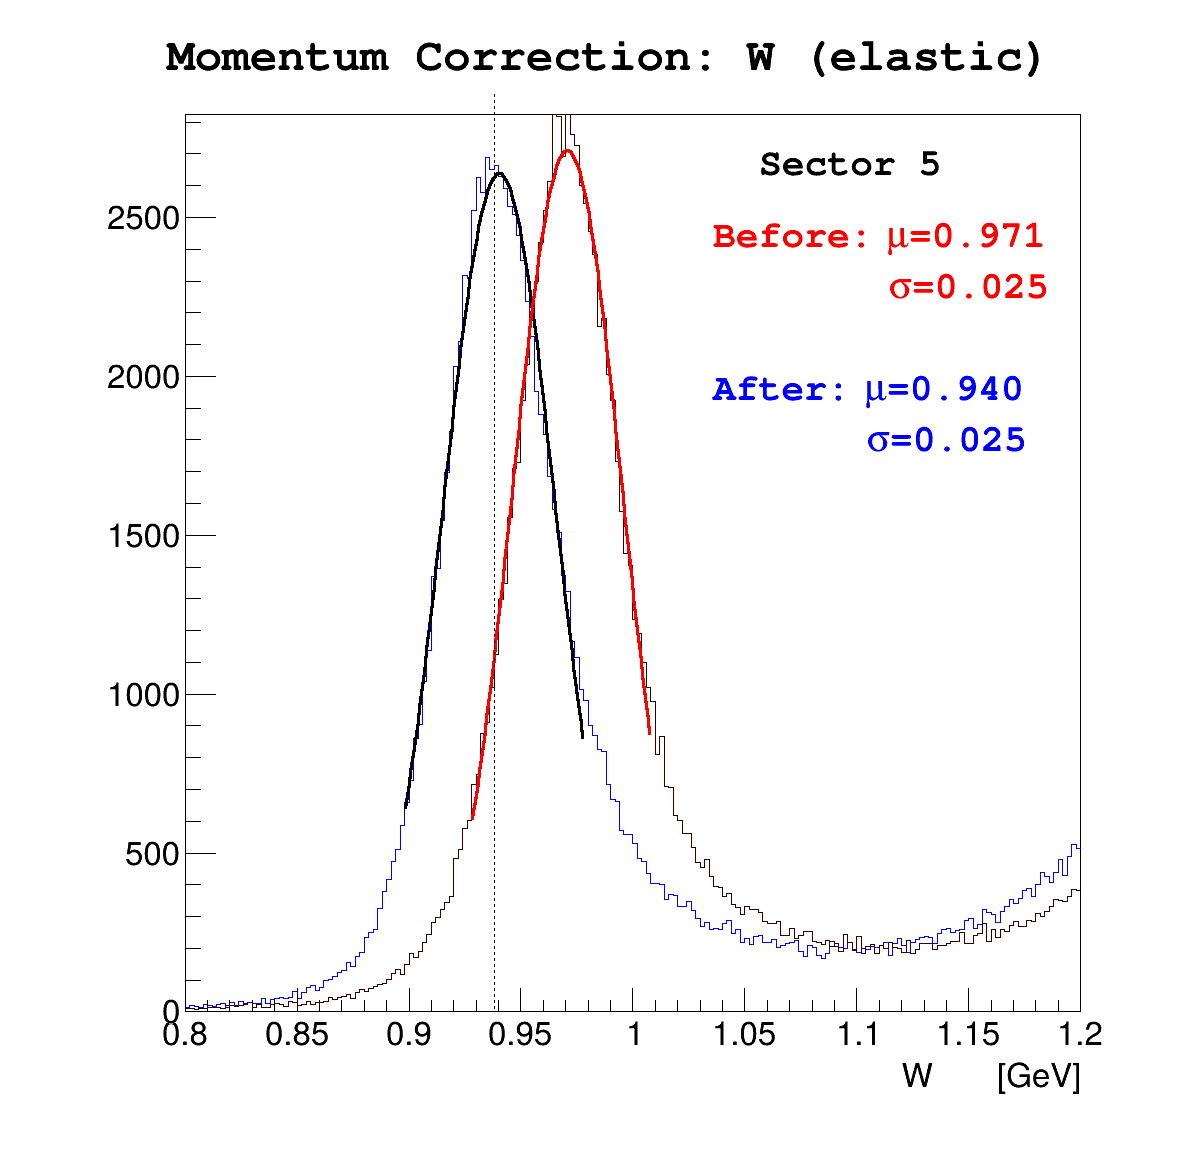 Momentum Correction: W (elastic)
Sector 5
Before: μ=0.971
σ=0.025
After: μ=0.940
σ=0.025
2500
2000
1500
1000
500
0
0.8 0.85 0.9 0.95 1 1.05 1.1 1.15 1.2
W [GeV]